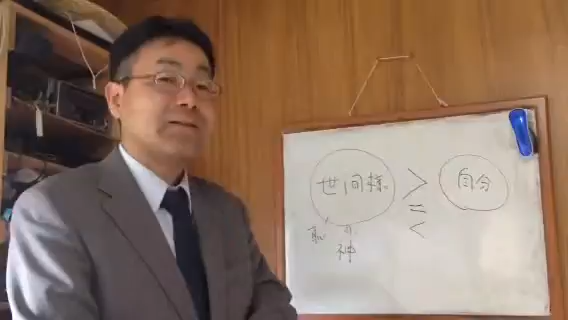 世間様 > 自分
=
<
恥
神